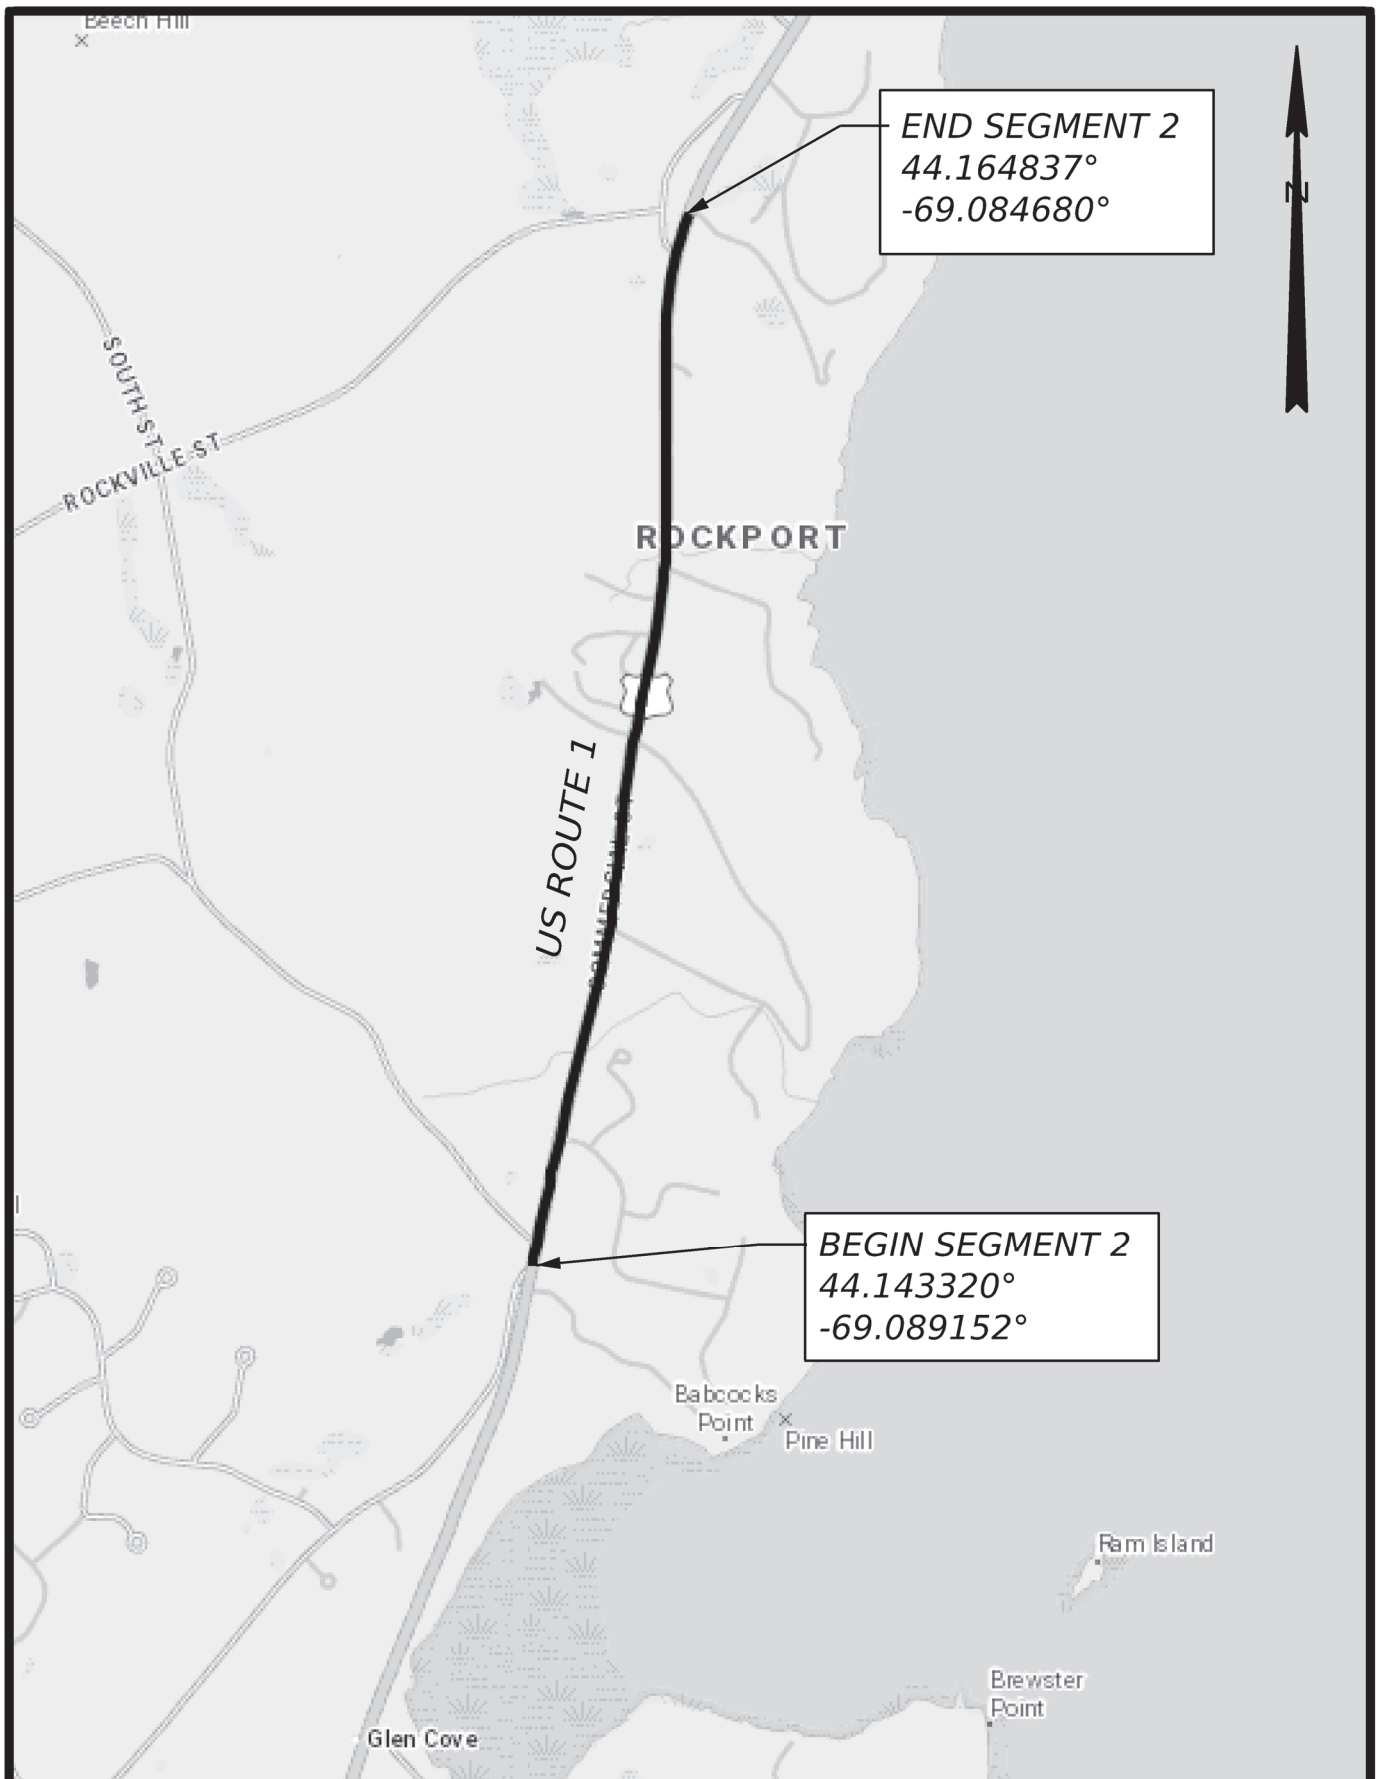 Beech Hill
END SEGMENT 2
44.164837°
-69.084680°
N
SOUTH ST
ROCKVILLE ST
ROCKPORT
US ROUTE 1
BEGIN SEGMENT 2
44.143320°
-69.089152°
Babcocks
Point
Pine Hill
Ram Island
Brewster
Point
Glen Cove